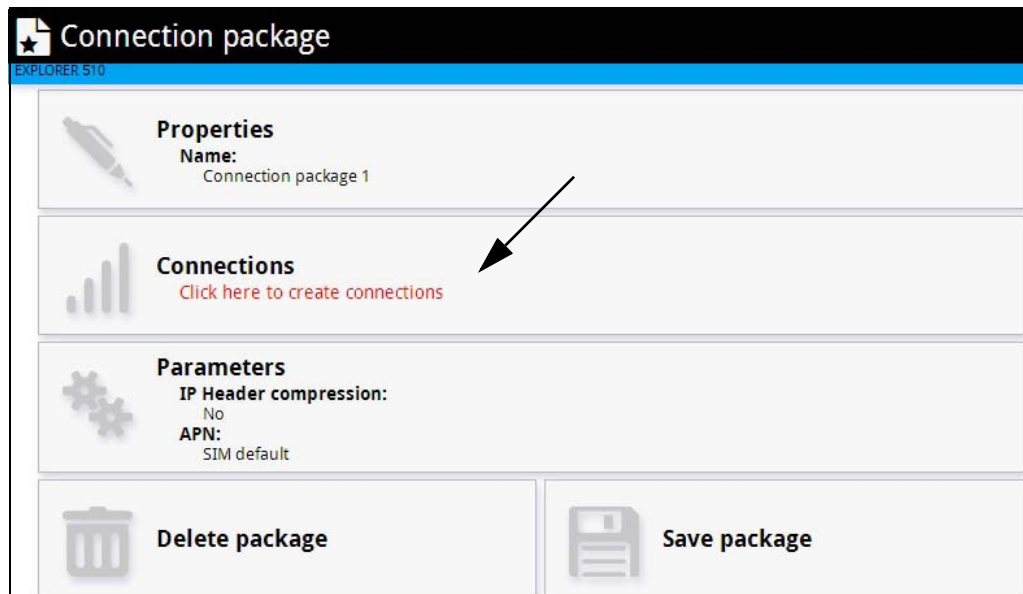 Connection package
EXPLORER 510
Properties
Name:
Connection package 1
Connections
Click here to create connections
Parameters
IP Header compression:
No
APN:
SIM default
Delete package
Save package